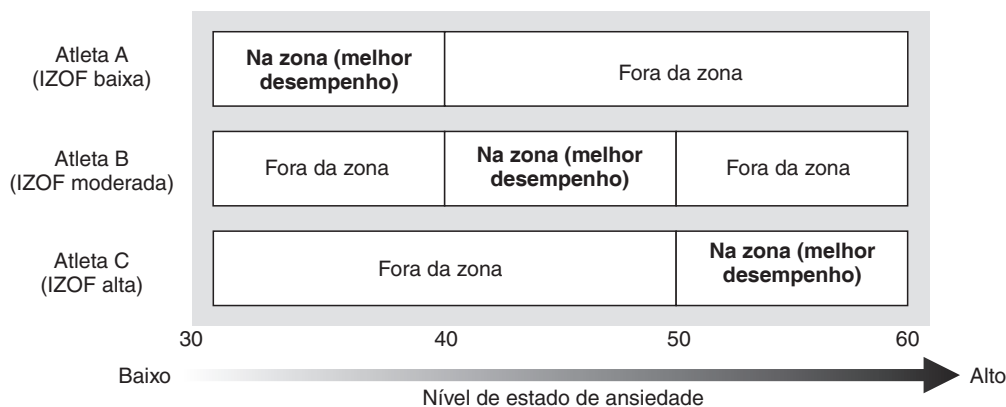 Atleta A
(IZOF baixa)
Na zona (melhor
desempenho)
Fora da zona
Atleta B
(IZOF moderada)
Fora da zona
Na zona (melhor
desempenho)
Fora da zona
Atleta C
(IZOF alta)
Fora da zona
Na zona (melhor
desempenho)
30 40 50 60
Baixo Alto
Nível de estado de ansiedade